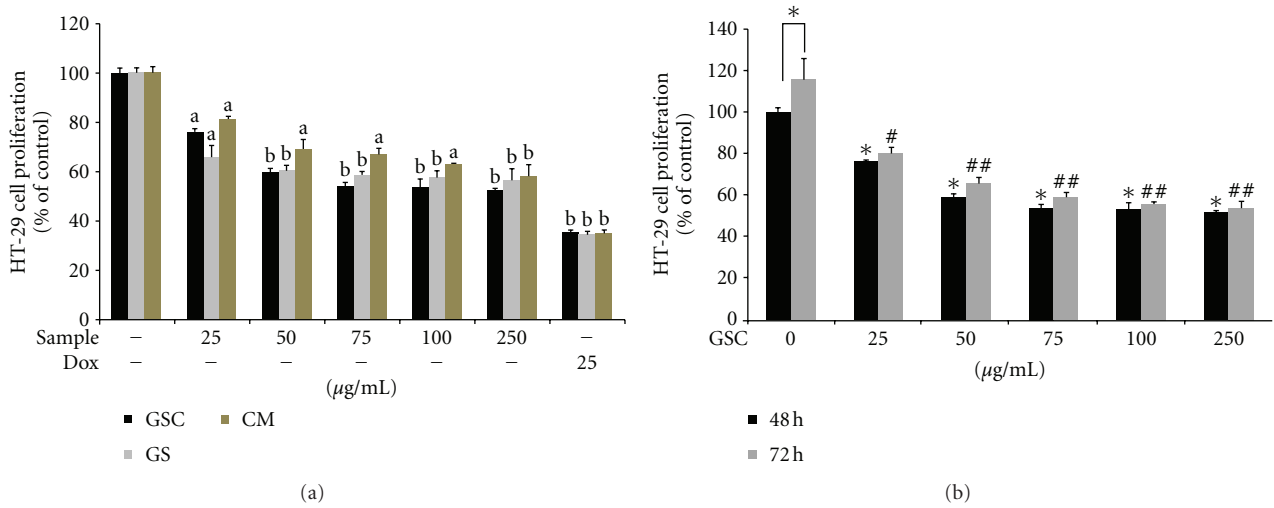 120
100
80
60
40
20
0
HT-29 cell proliferation
(% of control)
a a a
b b a
b b a
b b a
b b b
b b b
Sample − 25 50 75 100 250 −
Dox − − − − − − 25
(µg/mL)
GSC CM
GS
(a)
140
120
100
80
60
40
20
0
HT-29 cell proliferation
(% of control)
*
* #
* ##
* ##
* ##
* ##
GSC 0 25 50 75 100 250
(µg/mL)
48 h
72 h
(b)